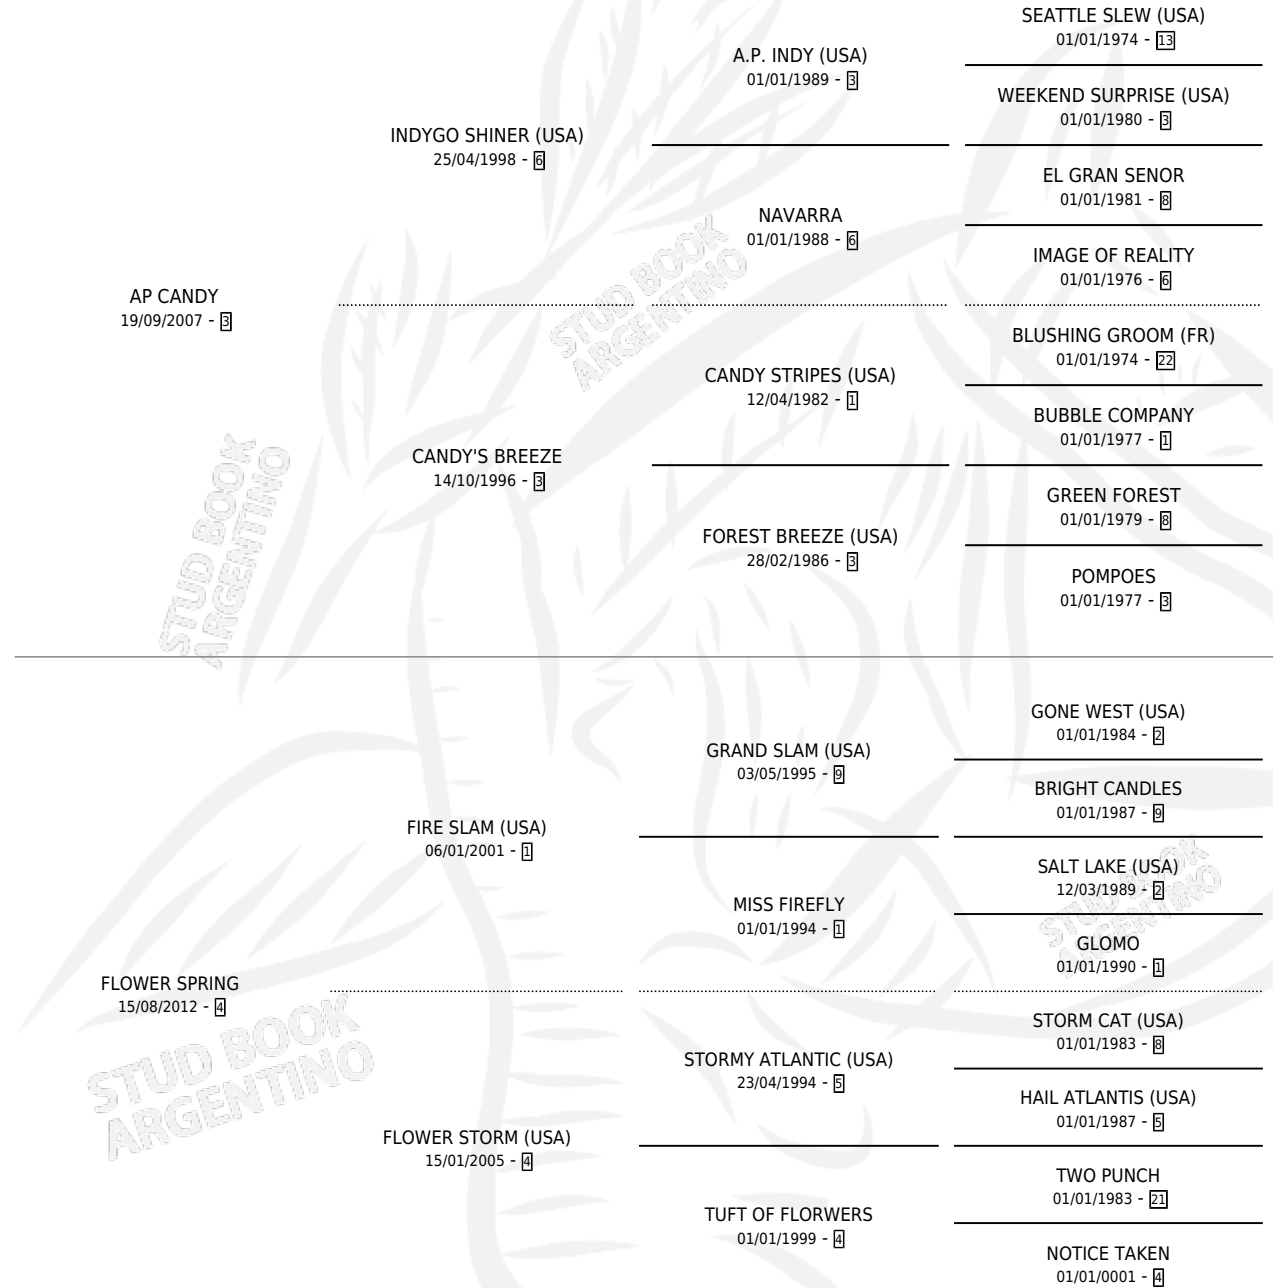 SEATTLE SLEW (USA)
01/01/1974 - 13
A.P. INDY (USA)
01/01/1989 - 3
WEEKEND SURPRISE (USA)
01/01/1980 - 3
INDYGO SHINER (USA)
25/04/1998 - 6
EL GRAN SENOR
01/01/1981 - 8
NAVARRA
01/01/1988 - 6
IMAGE OF REALITY
01/01/1976 - 6
AP CANDY
19/09/2007 - 3
BLUSHING GROOM (FR)
01/01/1974 - 22
CANDY STRIPES (USA)
12/04/1982 - 1
BUBBLE COMPANY
01/01/1977 - 1
CANDY'S BREEZE
14/10/1996 - 3
GREEN FOREST
01/01/1979 - 8
FOREST BREEZE (USA)
28/02/1986 - 3
POMPOES
01/01/1977 - 3
GONE WEST (USA)
01/01/1984 - 2
GRAND SLAM (USA)
03/05/1995 - 9
BRIGHT CANDLES
01/01/1987 - 9
FIRE SLAM (USA)
06/01/2001 - 1
SALT LAKE (USA)
12/03/1989 - 2
MISS FIREFLY
01/01/1994 - 1
GLOMO
01/01/1990 - 1
FLOWER SPRING
15/08/2012 - 4
STORM CAT (USA)
01/01/1983 - 8
STORMY ATLANTIC (USA)
23/04/1994 - 5
HAIL ATLANTIS (USA)
01/01/1987 - 5
FLOWER STORM (USA)
15/01/2005 - 4
TWO PUNCH
01/01/1983 - 21
TUFT OF FLORWERS
01/01/1999 - 4
NOTICE TAKEN
01/01/0001 - 4
STUD BOOK
ARGENTINO
STUD BOOK
ARGENTINO
STUD BOOK
ARGENTINO
STUD BOOK
ARGENTINO